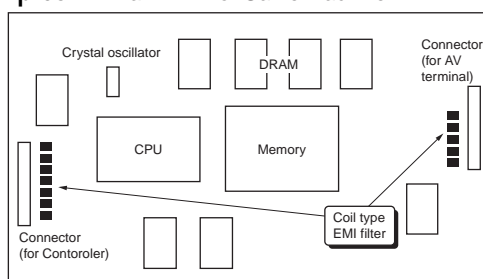 Crystal oscillator
DRAM
Connector
(for AV
terminal)
CPU
Memory
Coil type
EMI filter
Connector
(for Contoroler)